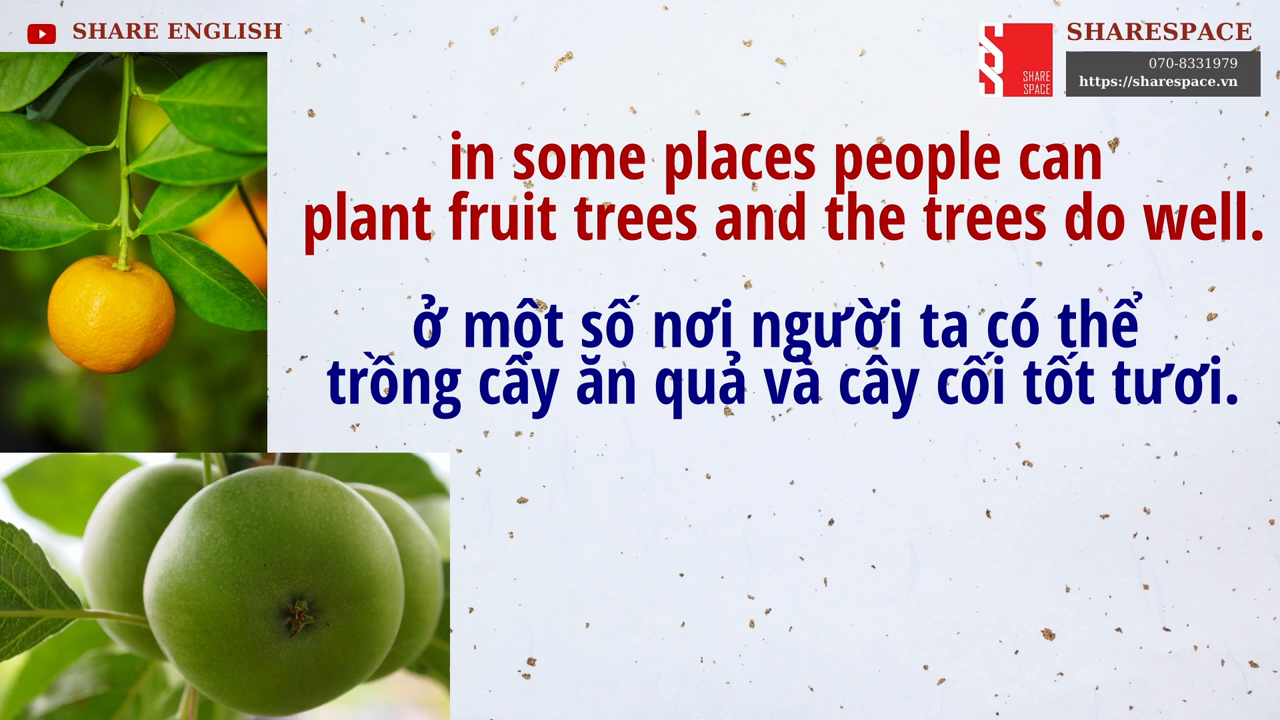 SHARE ENGLISH
SHARESPACE
SHARE
SPACE
070-8331979
https://sharespace.vn
in some places people can
plant fruit trees and the trees do well.
ở một số nơi người ta có thể
trồng cây ăn quả và cây cối tốt tươi.